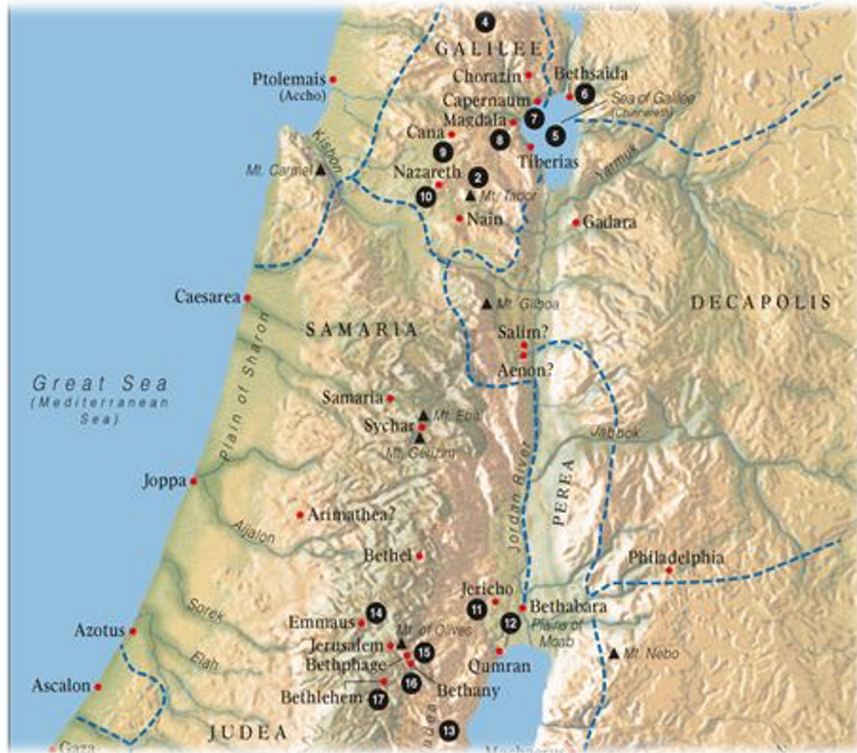 4
GALILEE
Chorazin
Bethsaida
6
Ptolemais
(Accho)
Capernaum
Sea of Galilee
(Chinnereth)
7
Magdala
5
Cana
8
9
Tiberias
Kishon
Yarmuk
Mt. Carmel
Nazareth
2
10
Mt. Tabor
Nain
Gadara
Caesarea
Mt. Gilboa
DECAPOLIS
SAMARIA
Salim?
Aenon?
Plain of Sharon
Great Sea
(Mediterranean
Sea)
Samaria
Mt. Ebal
Sychar
Mt. Gerizim
Jabbok
Joppa
Jordan River
PEREA
Arimathea?
Aijalon
Bethel
Philadelphia
Jericho
Sorek
14
11
Bethabara
Emmaus
12
Plains of
Moab
Azotus
Mt. of Olives
Jerusalem
15
Elah
Bethphage
Qumran
Mt. Nebo
Ascalon
16
Bethany
Bethlehem
17
JUDEA
13
Gaza